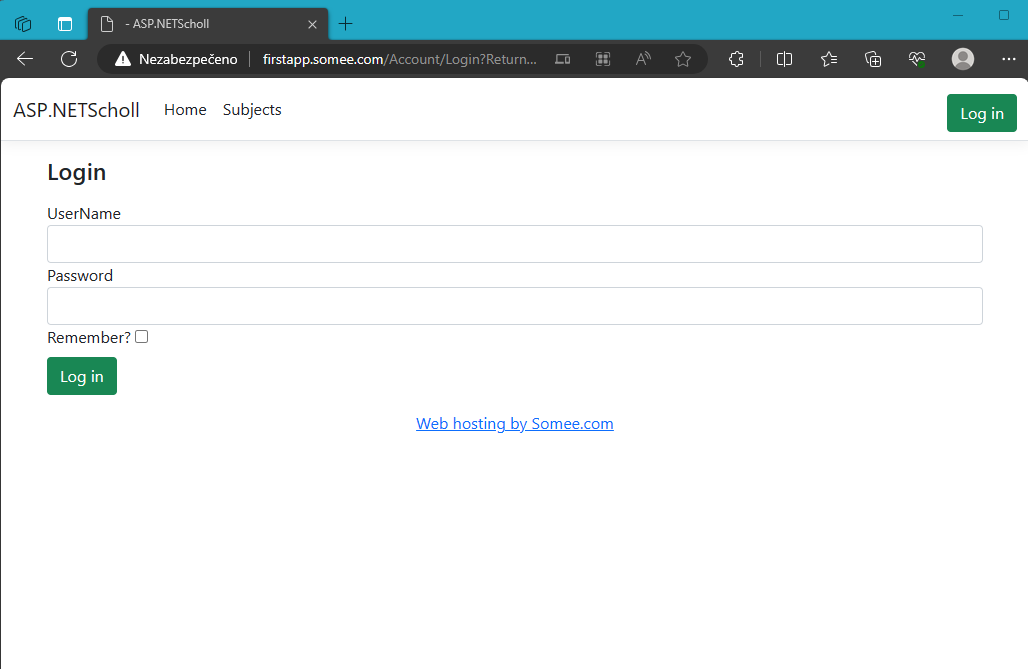 - ASP.NETScholl
Nezabezpečeno firstapp.somee.com/Account/Login?Return...
ASP.NETScholl Home Subjects Log in
Login
UserName
Password
Remember?
Log in
Web hosting by Somee.com